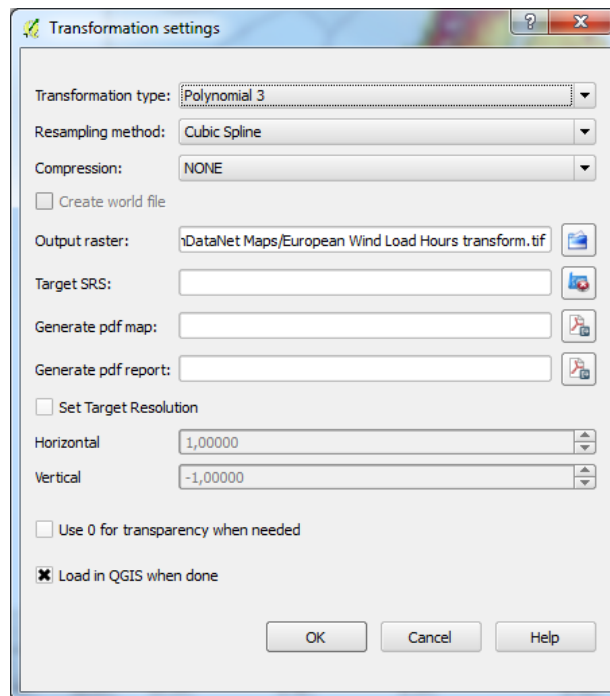 Transformation settings
Transformation type: Polynomial 3
Resampling method: Cubic Spline
Compression: NONE
Create world file
Output raster: DataNet Maps/European Wind Load Hours transform.tif
Target SRS:
Generate pdf map:
Generate pdf report:
Set Target Resolution
Horizontal 1,00000
Vertical -1,00000
Use 0 for transparency when needed
Load in QGIS when done
OK Cancel Help